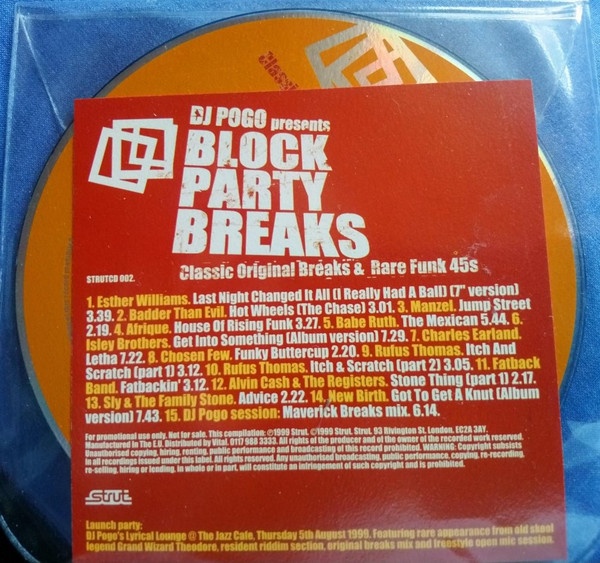 classic
DJ POGO presents
BLOCK
PARTY
BREAKS
Classic Original Breaks & Rare Funk 45s
STRUTCD 002.
1. Esther Williams. Last Night Changed It All (I Really Had A Ball) (7" version)
3.39. 2. Badder Than Evil. Hot Wheels (The Chase) 3.01. 3. Manzel. Jump Street
2.19. 4. Afrique. House Of Rising Funk 3.27. 5. Babe Ruth. The Mexican 5.44. 6.
Isley Brothers. Get Into Something (Album version) 7.29. 7. Charles Earland.
Letha 7.22. 8. Chosen Few. Funky Buttercup 2.20. 9. Rufus Thomas. Itch And
Scratch (part 1) 3.12. 10. Rufus Thomas. Itch & Scratch (part 2) 3.05. 11. Fatback
Band. Fatbackin' 3.12. 12. Alvin Cash & The Registers. Stone Thing (part 1) 2.17.
13. Sly & The Family Stone. Advice 2.22. 14. New Birth. Got To Get A Knut (Album
version) 7.43. 15. DJ Pogo session: Maverick Breaks mix. 6.14.
For promotional use only. Not for sale. This compilation: ℗1999 Strut. ©1999 Strut. Strut, 93 Rivington St, London, EC2A 3AY.
Manufactured in The E.U. Distributed by Vital. 017 988 3333. All rights of the producer and of the owner of the recorded work reserved.
Unauthorised copying, hiring, renting, public performance and broadcasting of this record prohibited. WARNING: Copyright subsists
in all recordings issued under this label. All rights reserved. Any unauthorised broadcasting, public performance, copying, re-recording,
re-selling, hiring or lending, in whole or in part, will constitute an infringement of such copyright and is prohibited.
strut
Launch party:
DJ Pogo's Lyrical Lounge @ The Jazz Cafe, Thursday 5th August 1999. Featuring rare appearance from old skool
legend Grand Wizard Theodore, resident riddim section, original breaks mix and freestyle open mic session.